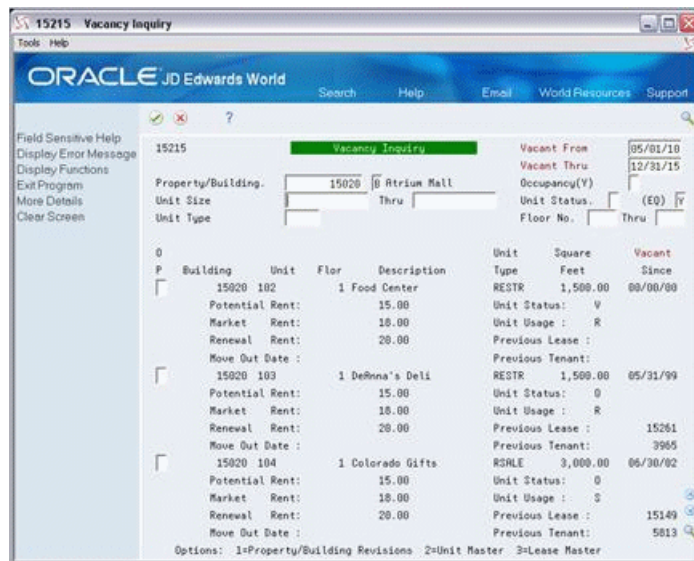 15215 Vacancy Inquiry
Tools Help
ORACLE JD Edwards World
Search Help Email World Resources Support
?
Field Sensitive Help
Display Error Message
Display Functions
Exit Program
More Details
Clear Screen
15215 Vacancy Inquiry Vacant From 05/01/10
Vacant Thru 12/31/15
Property/Building. 15020 B Atrium Mall Occupancy(Y)
Unit Size Thru Unit Status. (EQ) Y
Unit Type Floor No. Thru
O Unit Square Vacant
P Building Unit Flor Description Type Feet Since
15020 102 1 Food Center RESTR 1,500.00 00/00/00
Potential Rent: 15.00 Unit Status: V
Market Rent: 18.00 Unit Usage : R
Renewal Rent: 20.00 Previous Lease :
Move Out Date : Previous Tenant:
15020 103 1 DeAnna's Deli RESTR 1,500.00 05/31/99
Potential Rent: 15.00 Unit Status: O
Market Rent: 18.00 Unit Usage : R
Renewal Rent: 20.00 Previous Lease : 15261
Move Out Date : Previous Tenant: 3965
15020 104 1 Colorado Gifts RSALE 3,000.00 06/30/02
Potential Rent: 15.00 Unit Status: O
Market Rent: 18.00 Unit Usage : S
Renewal Rent: 20.00 Previous Lease : 15149
Move Out Date : Previous Tenant: 5813
Options: 1=Property/Building Revisions 2=Unit Master 3=Lease Master